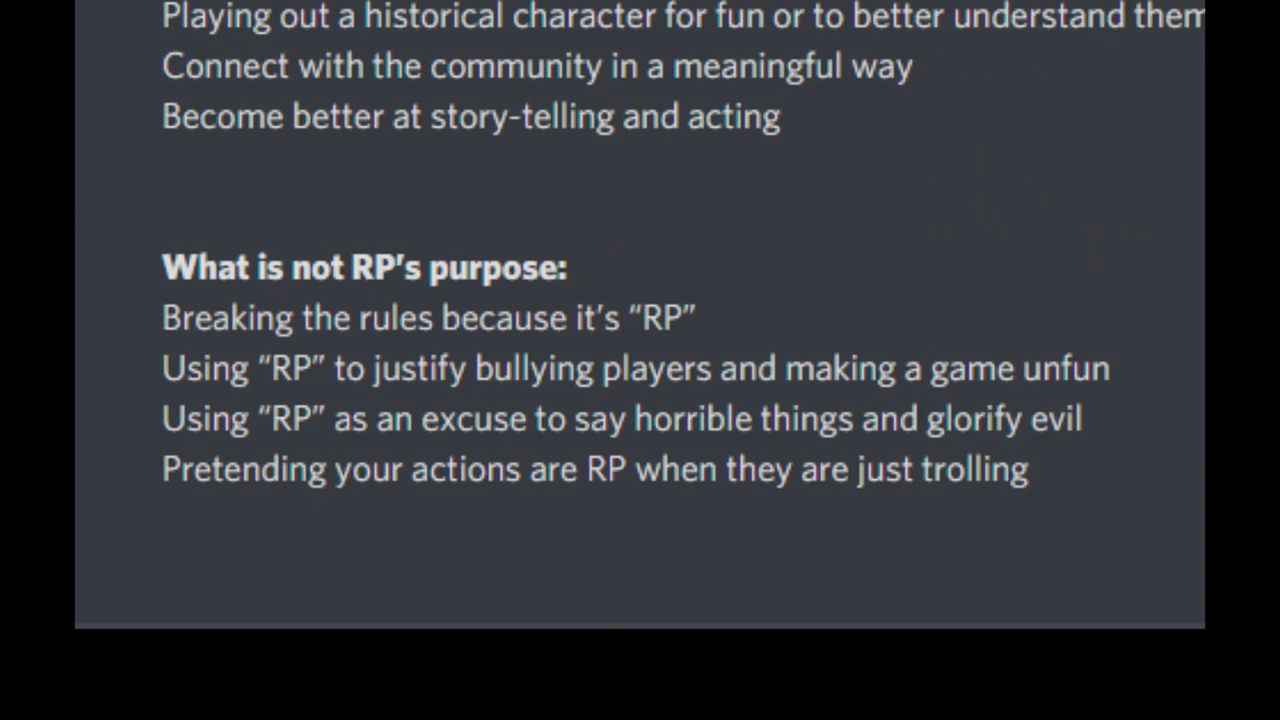 Playing out a historical character for fun or to better understand them
Connect with the community in a meaningful way
Become better at story-telling and acting
What is not RP’s purpose:
Breaking the rules because it’s “RP”
Using “RP” to justify bullying players and making a game unfun
Using “RP” as an excuse to say horrible things and glorify evil
Pretending your actions are RP when they are just trolling